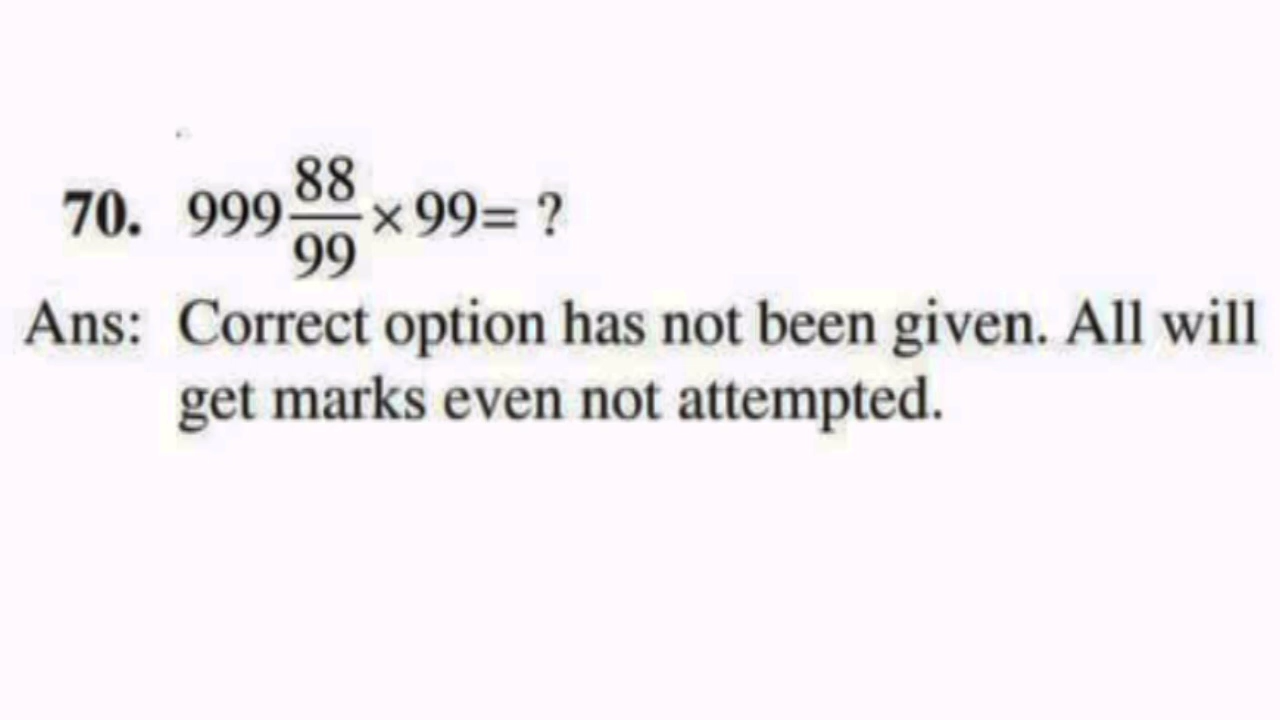 70. 999 88/99 × 99= ?
Ans: Correct option has not been given. All will
get marks even not attempted.